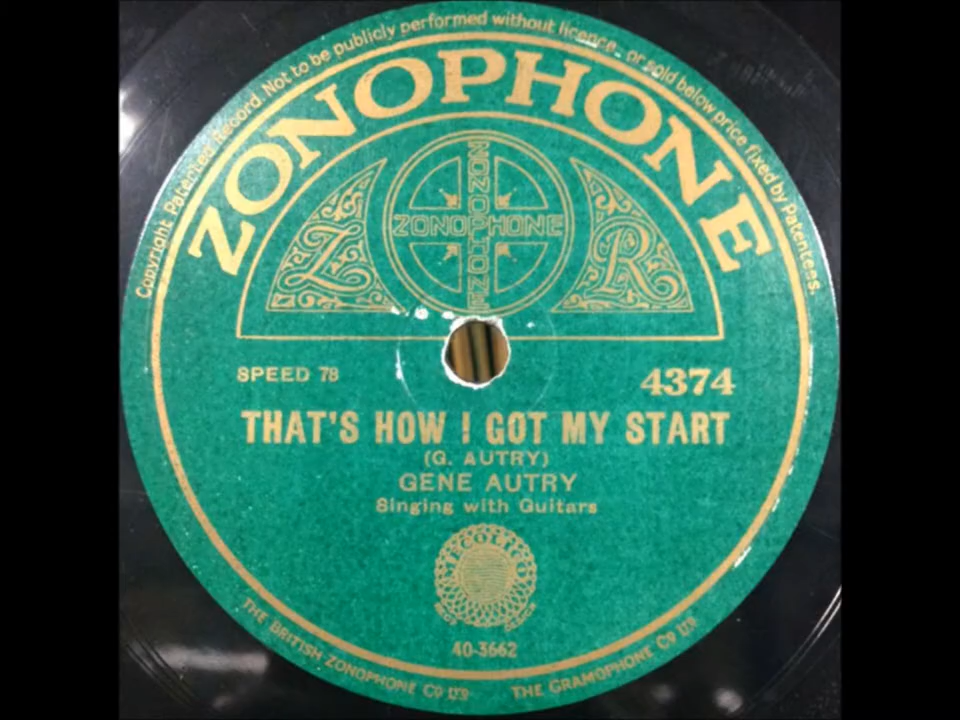 Copyright Patented Record. Not to be publicly performed without licence, or sold below price fixed by Patentees.
ZONOPHONE
ZONOPHONE
ZONOPHONE
Z R
SPEED 78 4374
THAT'S HOW I GOT MY START
(G. AUTRY)
GENE AUTRY
Singing with Guitars
MECOLICO
40-3662
THE BRITISH ZONOPHONE CO LTD THE GRAMOPHONE CO LTD